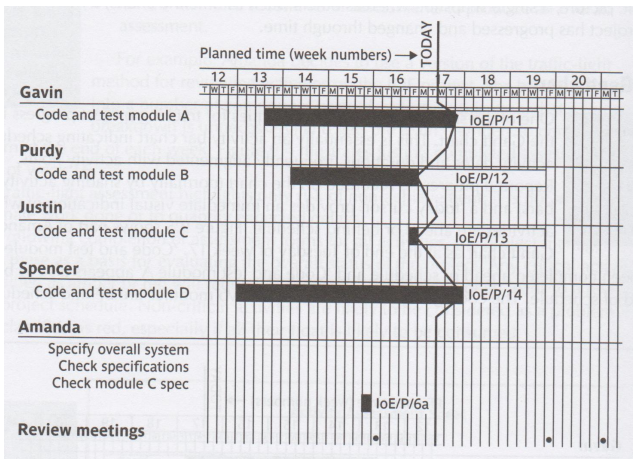 Planned time (week numbers) → TODAY
12 13 14 15 16 17 18 19 20
T W T F M T W T F M T W T F M T W T F M T W T F M T W T F M T W T F M T W T F M T W T F M T
Gavin
Code and test module A IoE/P/11
Purdy
Code and test module B IoE/P/12
Justin
Code and test module C IoE/P/13
Spencer
Code and test module D IoE/P/14
Amanda
Specify overall system
Check specifications
Check module C spec
IoE/P/6a
Review meetings